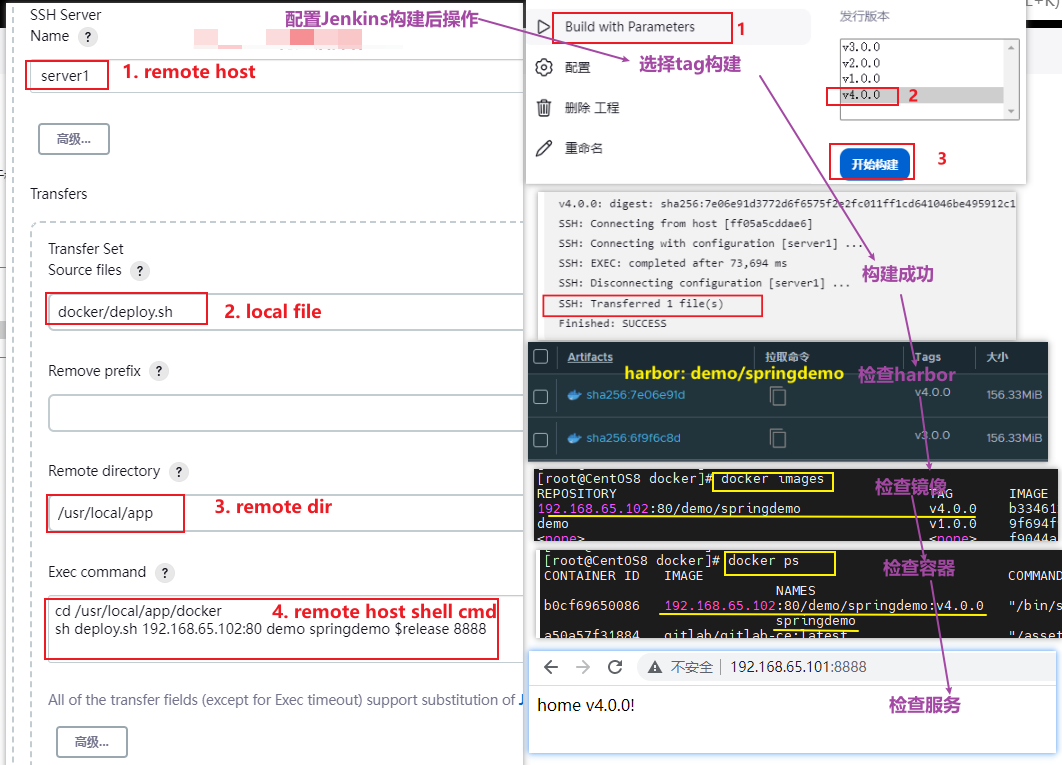 SSH Server
Name ?
server1
1. remote host
高级...
Transfers
Transfer Set
Source files ?
docker/deploy.sh
2. local file
Remove prefix ?
Remote directory ?
/usr/local/app
3. remote dir
Exec command ?
4. remote host shell cmd
cd /usr/local/app/docker
sh deploy.sh 192.168.65.102:80 demo springdemo $release 8888
All of the transfer fields (except for Exec timeout) support substitution of
高级...
配置Jenkins构建后操作
Build with Parameters
1
选择tag构建
配置
删除 工程
重命名
发行版本
v3.0.0
v2.0.0
v1.0.0
v4.0.0
2
开始构建
3
v4.0.0: digest: sha256:7e06e91d3772d6f6575f2e2fc011ff1cd641046be495912c1
SSH: Connecting from host [ff05a5cddae6]
SSH: Connecting with configuration [server1] ...
SSH: EXEC: completed after 73,694 ms
SSH: Disconnecting configuration [server1] ...
SSH: Transferred 1 file(s)
Finished: SUCCESS
构建成功
Artifacts 拉取命令 Tags 大小
harbor: demo/springdemo
检查harbor
sha256:7e06e91d v4.0.0 156.33MiB
sha256:6f9f6c8d v3.0.0 156.33MiB
[root@CentOS8 docker]# docker images
检查镜像
REPOSITORY TAG IMAGE
192.168.65.102:80/demo/springdemo v4.0.0 b33461
demo v1.0.0 9f694f
<none> <none> f9044a
[root@CentOS8 docker]# docker ps
检查容器
CONTAINER ID IMAGE COMMAND
NAMES
b0cf69650086 192.168.65.102:80/demo/springdemo:v4.0.0 "/bin/s
springdemo
a50a57f31884 gitlab/gitlab-ce:latest "/asset
不安全 192.168.65.101:8888
home v4.0.0!
检查服务